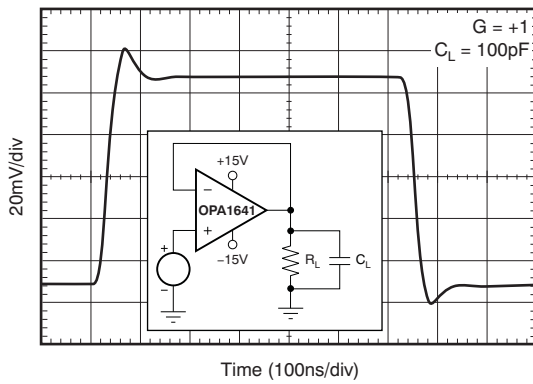 G = +1
C_L = 100pF
20mV/div
+15V
−
OPA1641
+
−15V
+
−
R_L
C_L
Time (100ns/div)